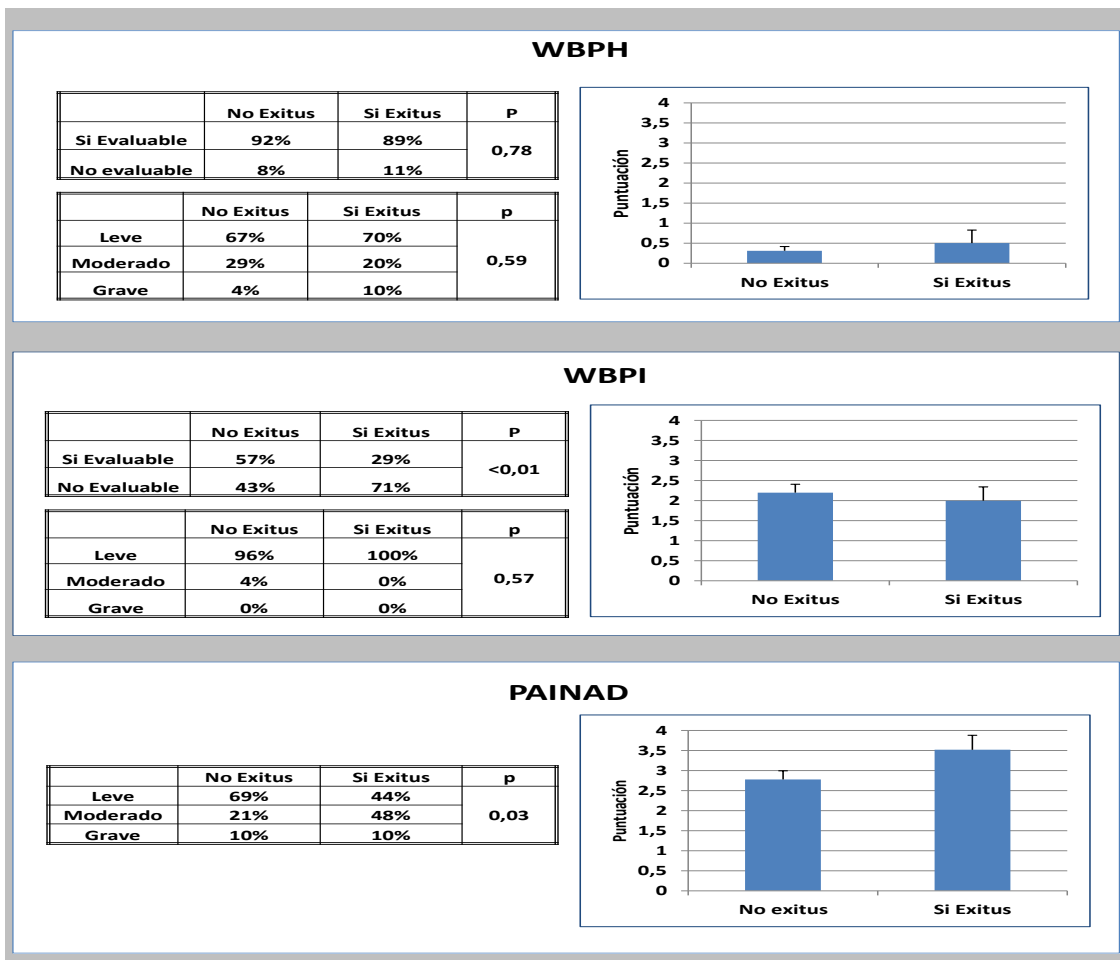 WBPH
No Exitus Si Exitus P
Si Evaluable 92% 89% 0,78
No evaluable 8% 11%
No Exitus Si Exitus p
Leve 67% 70%
Moderado 29% 20% 0,59
Grave 4% 10%
Puntuación
4
3,5
3
2,5
2
1,5
1
0,5
0
No Exitus Si Exitus
WBPI
No Exitus Si Exitus P
Si Evaluable 57% 29% <0,01
No Evaluable 43% 71%
No Exitus Si Exitus p
Leve 96% 100%
Moderado 4% 0% 0,57
Grave 0% 0%
Puntuación
4
3,5
3
2,5
2
1,5
1
0,5
0
No Exitus Si Exitus
PAINAD
No Exitus Si Exitus p
Leve 69% 44%
Moderado 21% 48% 0,03
Grave 10% 10%
Puntuación
4
3,5
3
2,5
2
1,5
1
0,5
0
No exitus Si Exitus